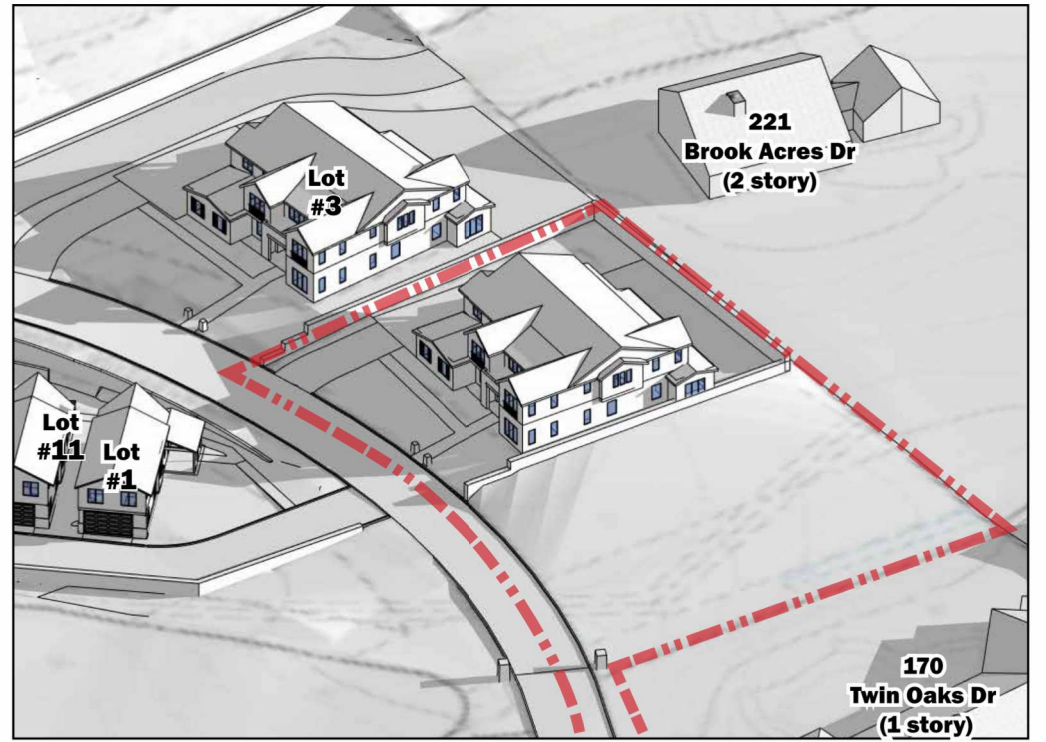 221
Brook Acres Dr
(2 story)
Lot
#3
Lot
#11
Lot
#1
170
Twin Oaks Dr
(1 story)